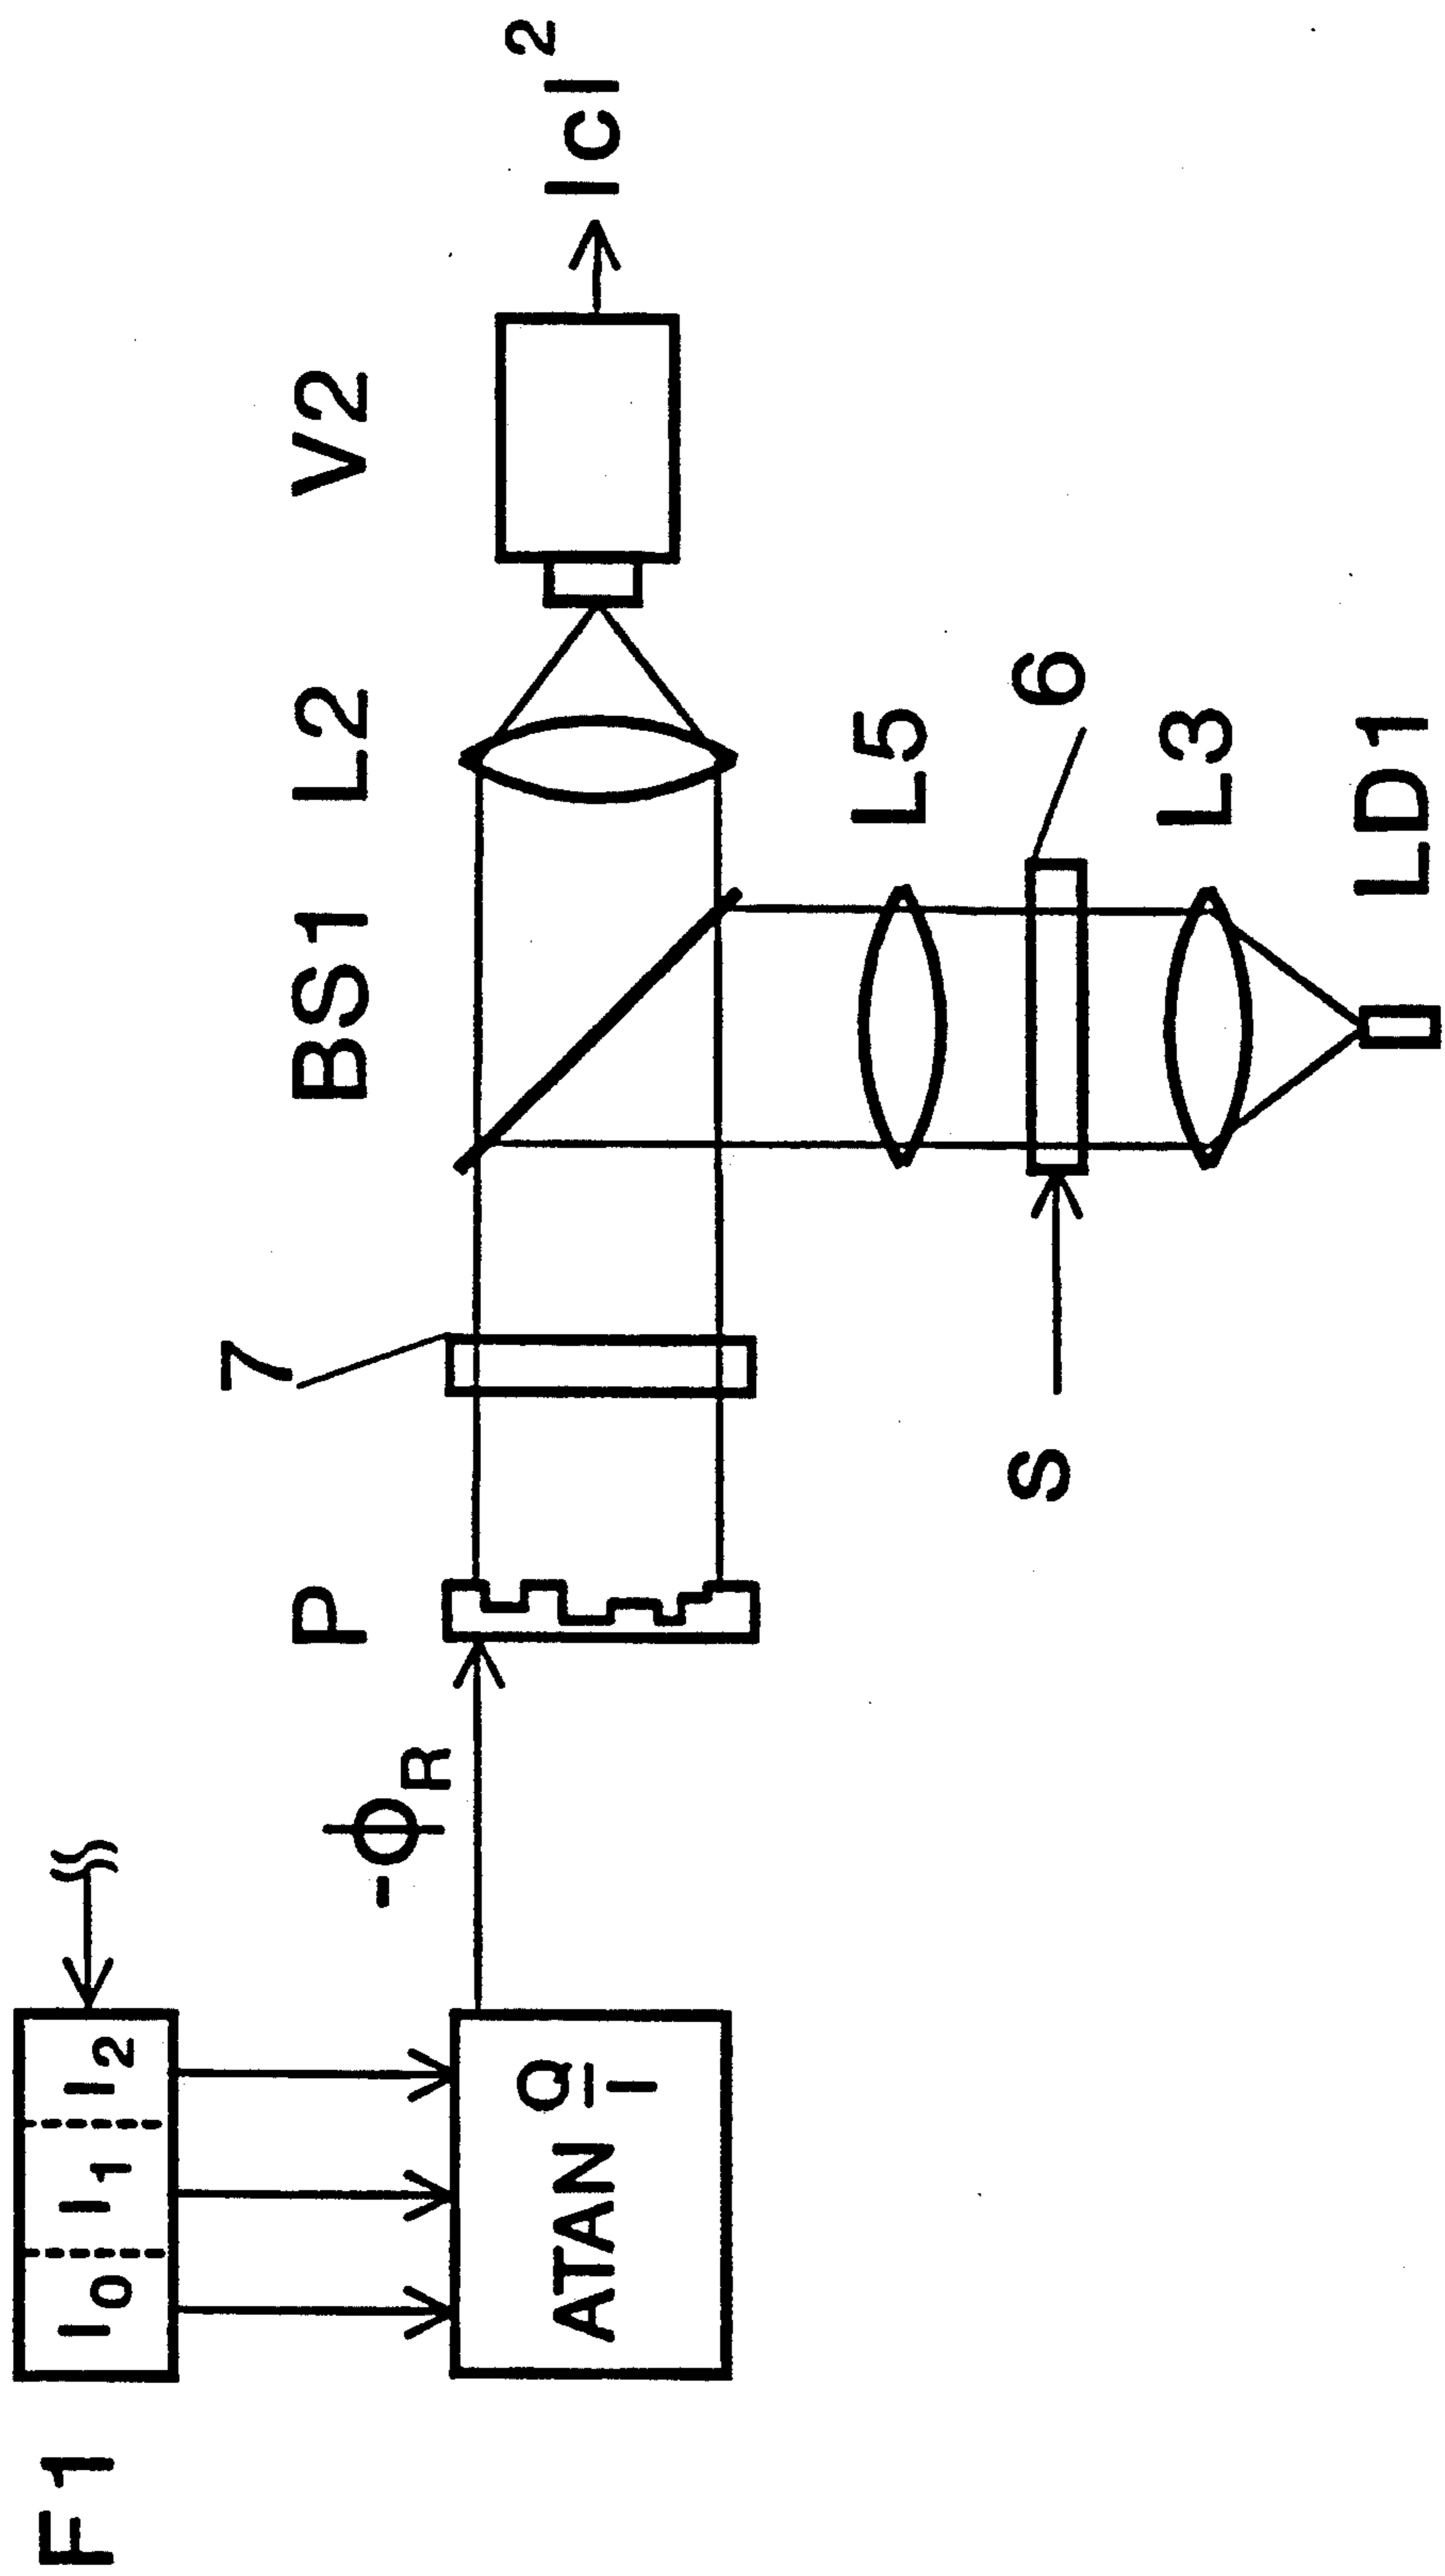 F1
I0 I1 I2
ATAN Q/I
-ϕR
P
7
BS1
L2
V2
|c|²
L5
6
S
L3
LD1